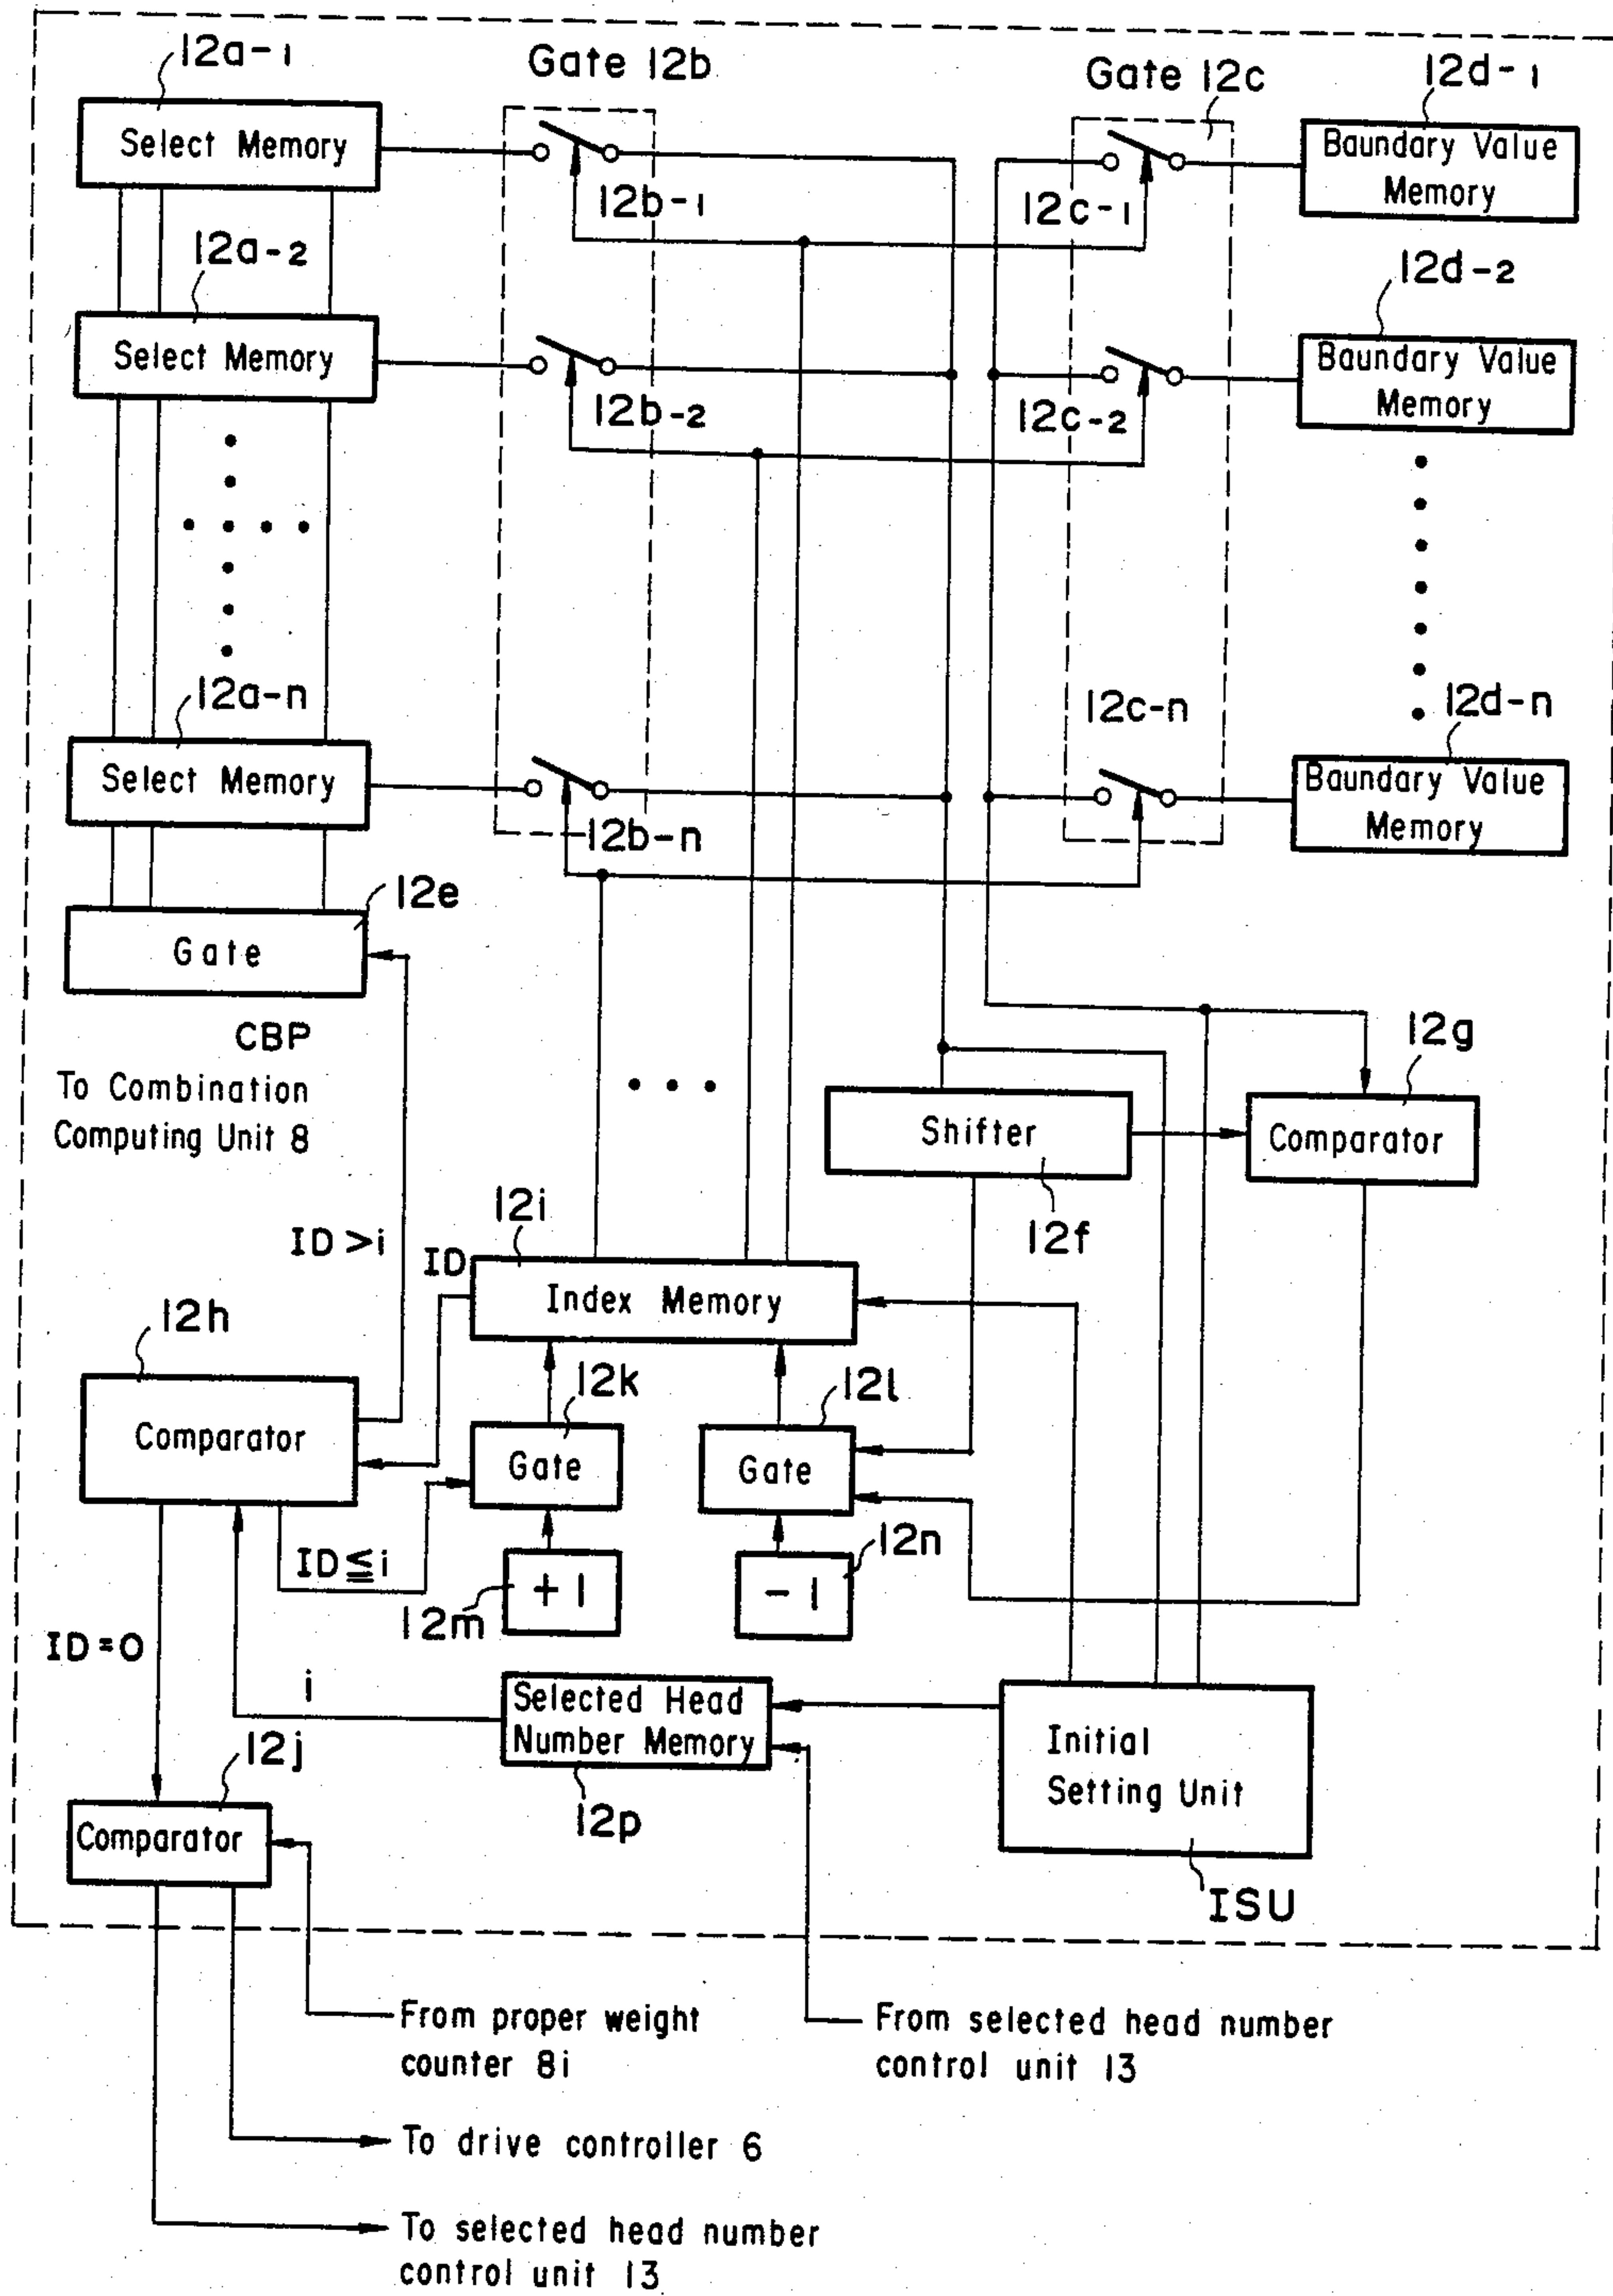 12a-1
Gate 12b
Gate 12c
12d-1
Select Memory
Baundary Value
Memory
12b-1
12c-1
12a-2
12d-2
Select Memory
Baundary Value
Memory
12b-2
12c-2
12a-n
12c-n
12d-n
Select Memory
Baundary Value
Memory
12b-n
12e
Gate
CBP
To Combination
Computing Unit 8
12g
Shifter
Comparator
12f
12i
ID>i
ID
Index Memory
12h
12k
12l
Comparator
Gate
Gate
12n
ID≦i
+1
-1
12m
ID=0
i
Selected Head
Number Memory
Initial
Setting Unit
12j
12p
Comparator
ISU
From proper weight
counter 8i
From selected head number
control unit 13
To drive controller 6
To selected head number
control unit 13